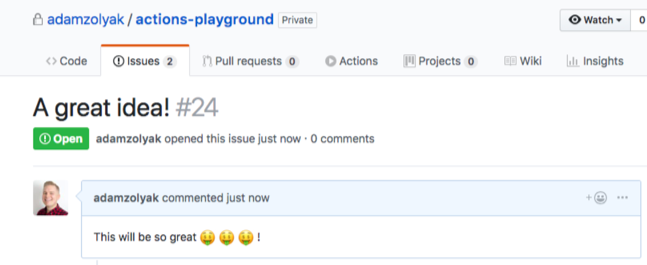 adamzolyak / actions-playground Private Watch 0
Code Issues 2 Pull requests 0 Actions Projects 0 Wiki Insights
A great idea! #24
Open adamzolyak opened this issue just now · 0 comments
adamzolyak commented just now
This will be so great 🤑 🤑 🤑 !